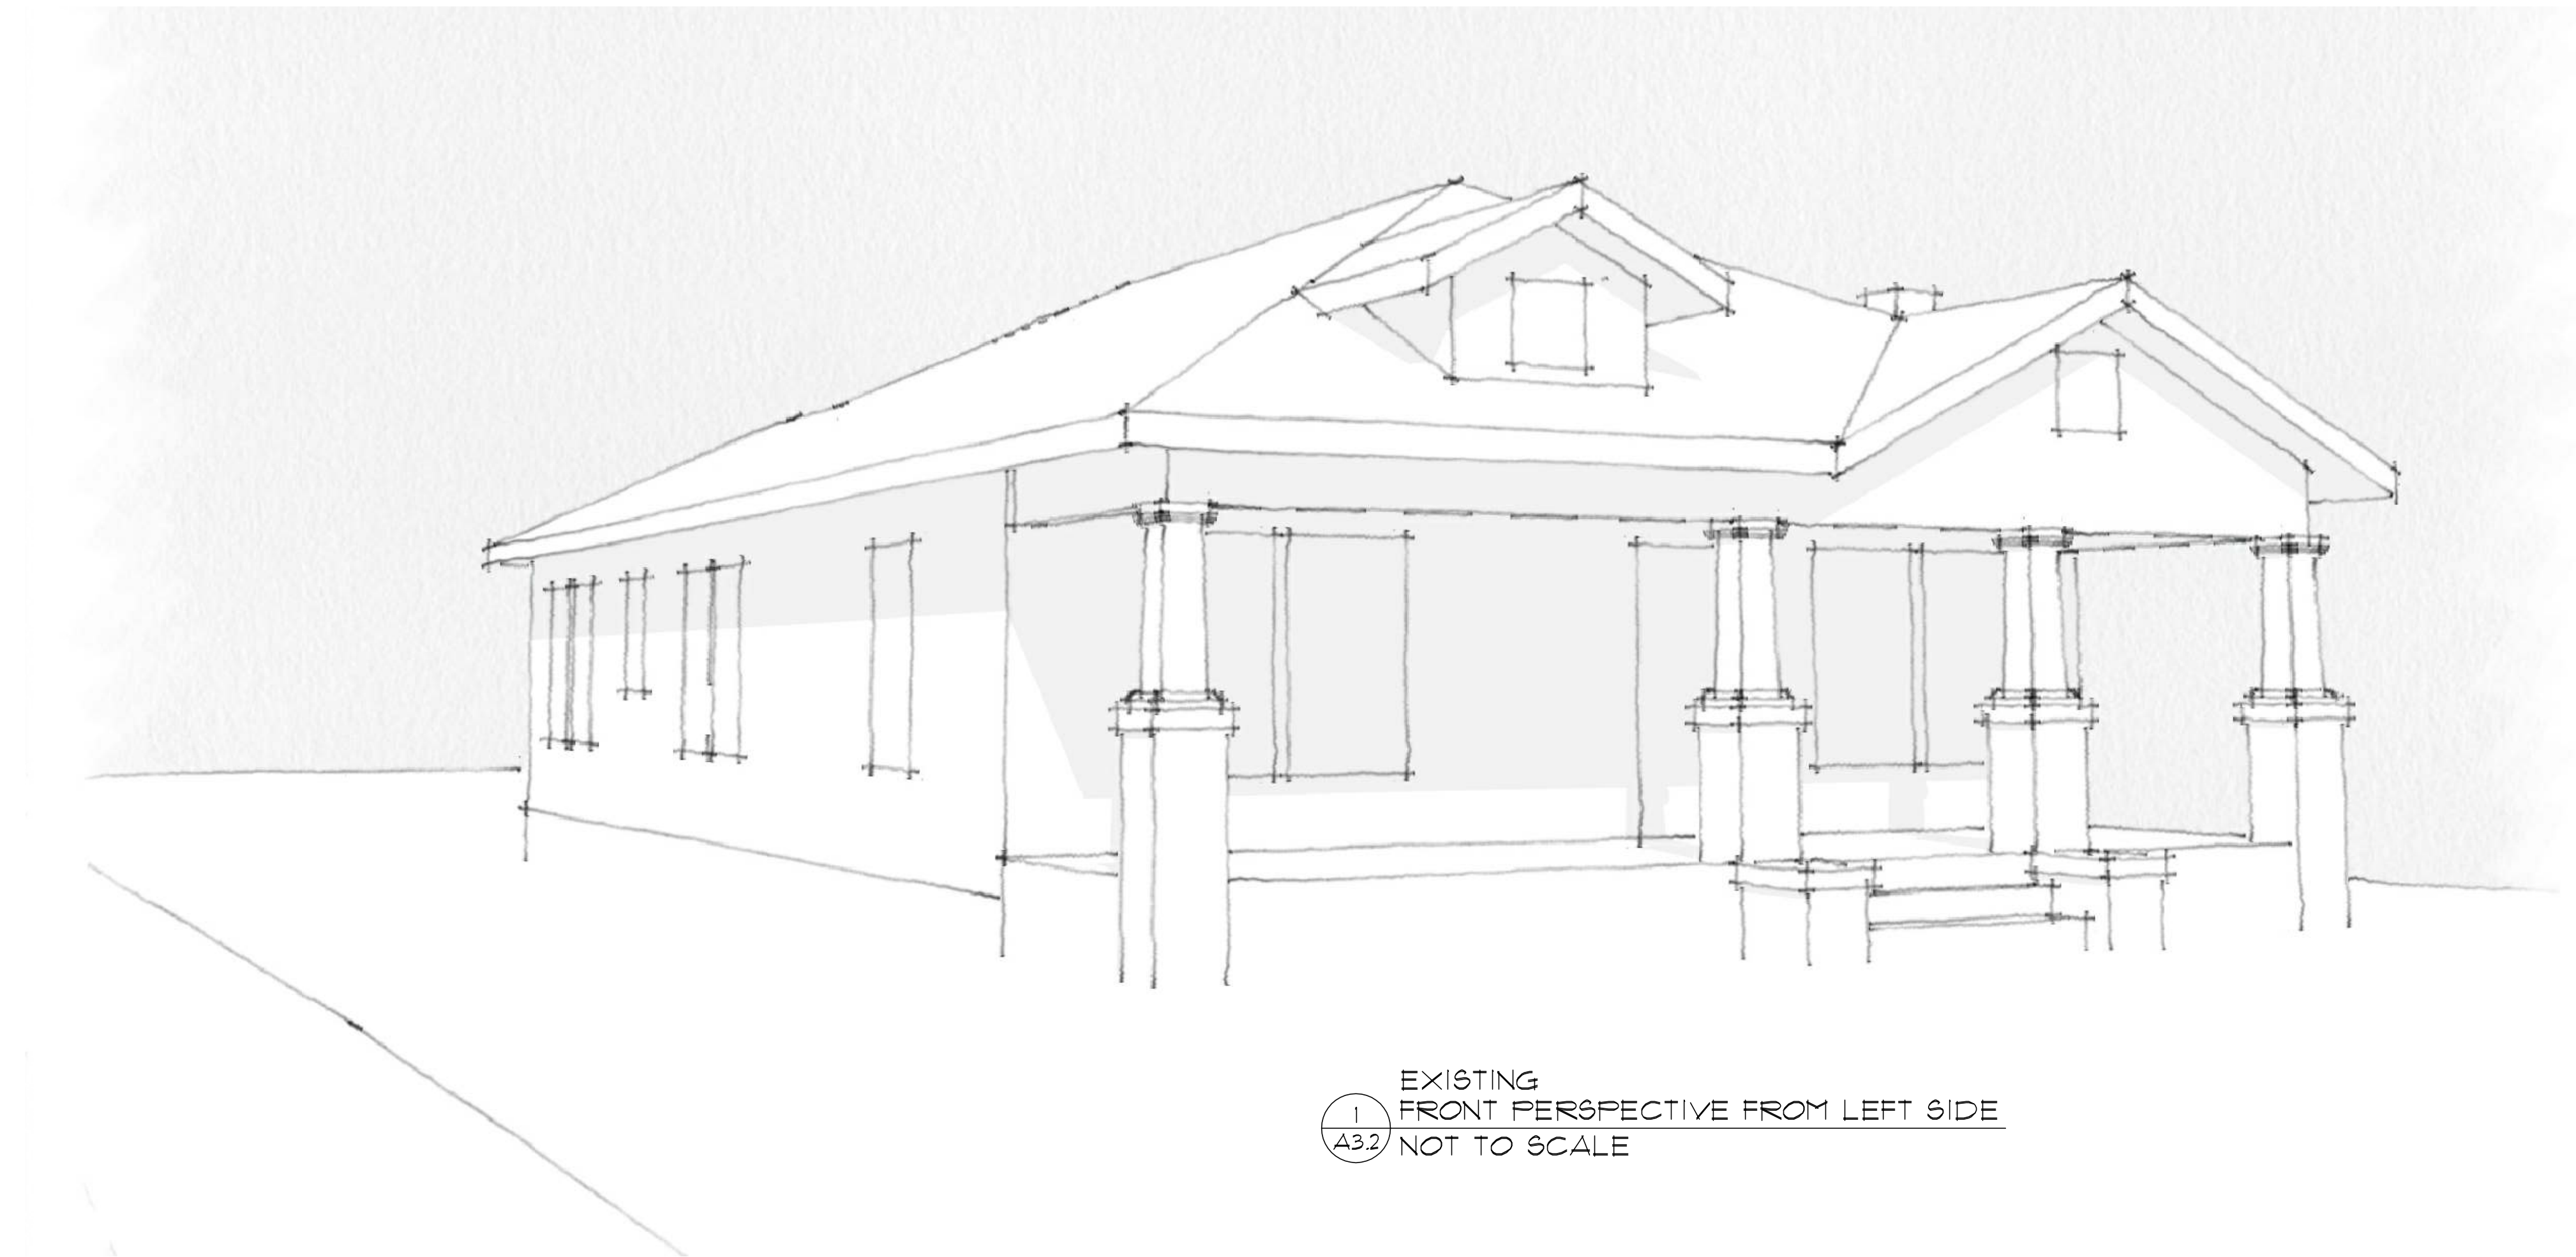 EXISTING
1
FRONT PERSPECTIVE FROM LEFT SIDE
A3.2
NOT TO SCALE